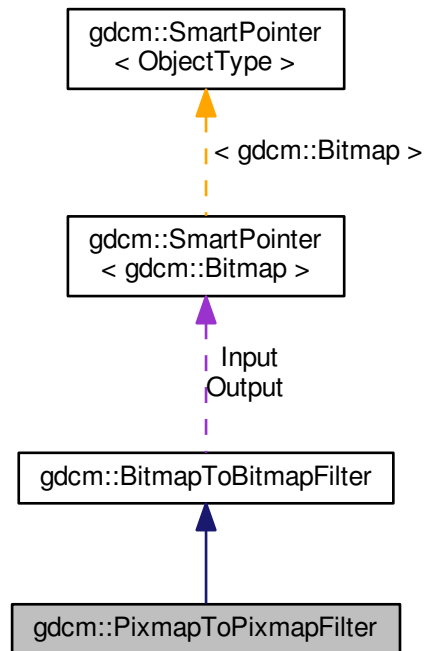 gdcm::SmartPointer
< ObjectType >
< gdcm::Bitmap >
gdcm::SmartPointer
< gdcm::Bitmap >
Input
Output
gdcm::BitmapToBitmapFilter
gdcm::PixmapToPixmapFilter